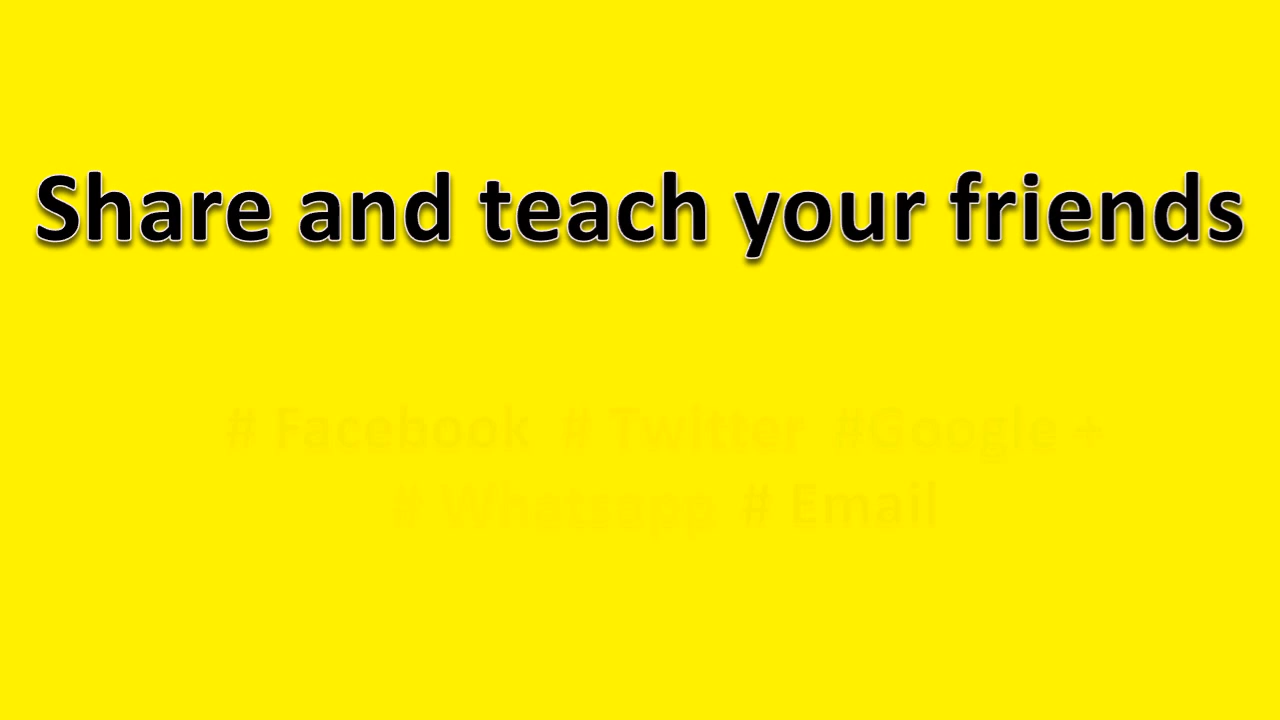 Share and teach your friends
# Facebook # Twitter #Google +
# Whatsapp # Email